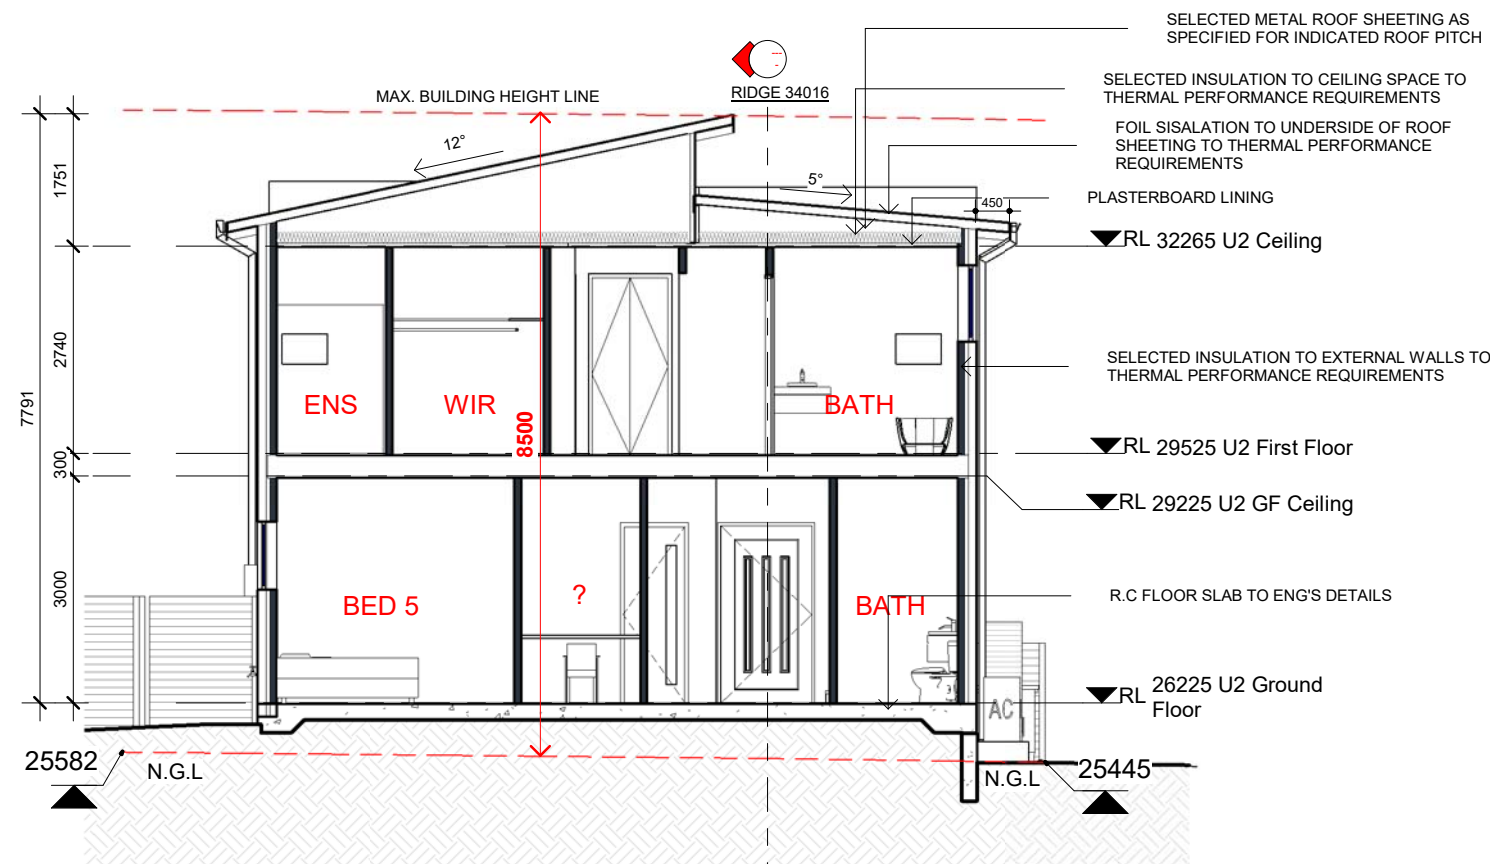 SELECTED METAL ROOF SHEETING AS
SPECIFIED FOR INDICATED ROOF PITCH
SELECTED INSULATION TO CEILING SPACE TO
THERMAL PERFORMANCE REQUIREMENTS
RIDGE 34016
MAX. BUILDING HEIGHT LINE
FOIL SISALATION TO UNDERSIDE OF ROOF
SHEETING TO THERMAL PERFORMANCE
REQUIREMENTS
12°
5°
1751
PLASTERBOARD LINING
450
RL 32265 U2 Ceiling
2740
SELECTED INSULATION TO EXTERNAL WALLS TO
THERMAL PERFORMANCE REQUIREMENTS
7791
ENS
WIR
BATH
8500
RL 29525 U2 First Floor
300
RL 29225 U2 GF Ceiling
3000
BED 5
?
BATH
R.C FLOOR SLAB TO ENG'S DETAILS
RL 26225 U2 Ground
Floor
AC
25582
N.G.L
N.G.L
25445